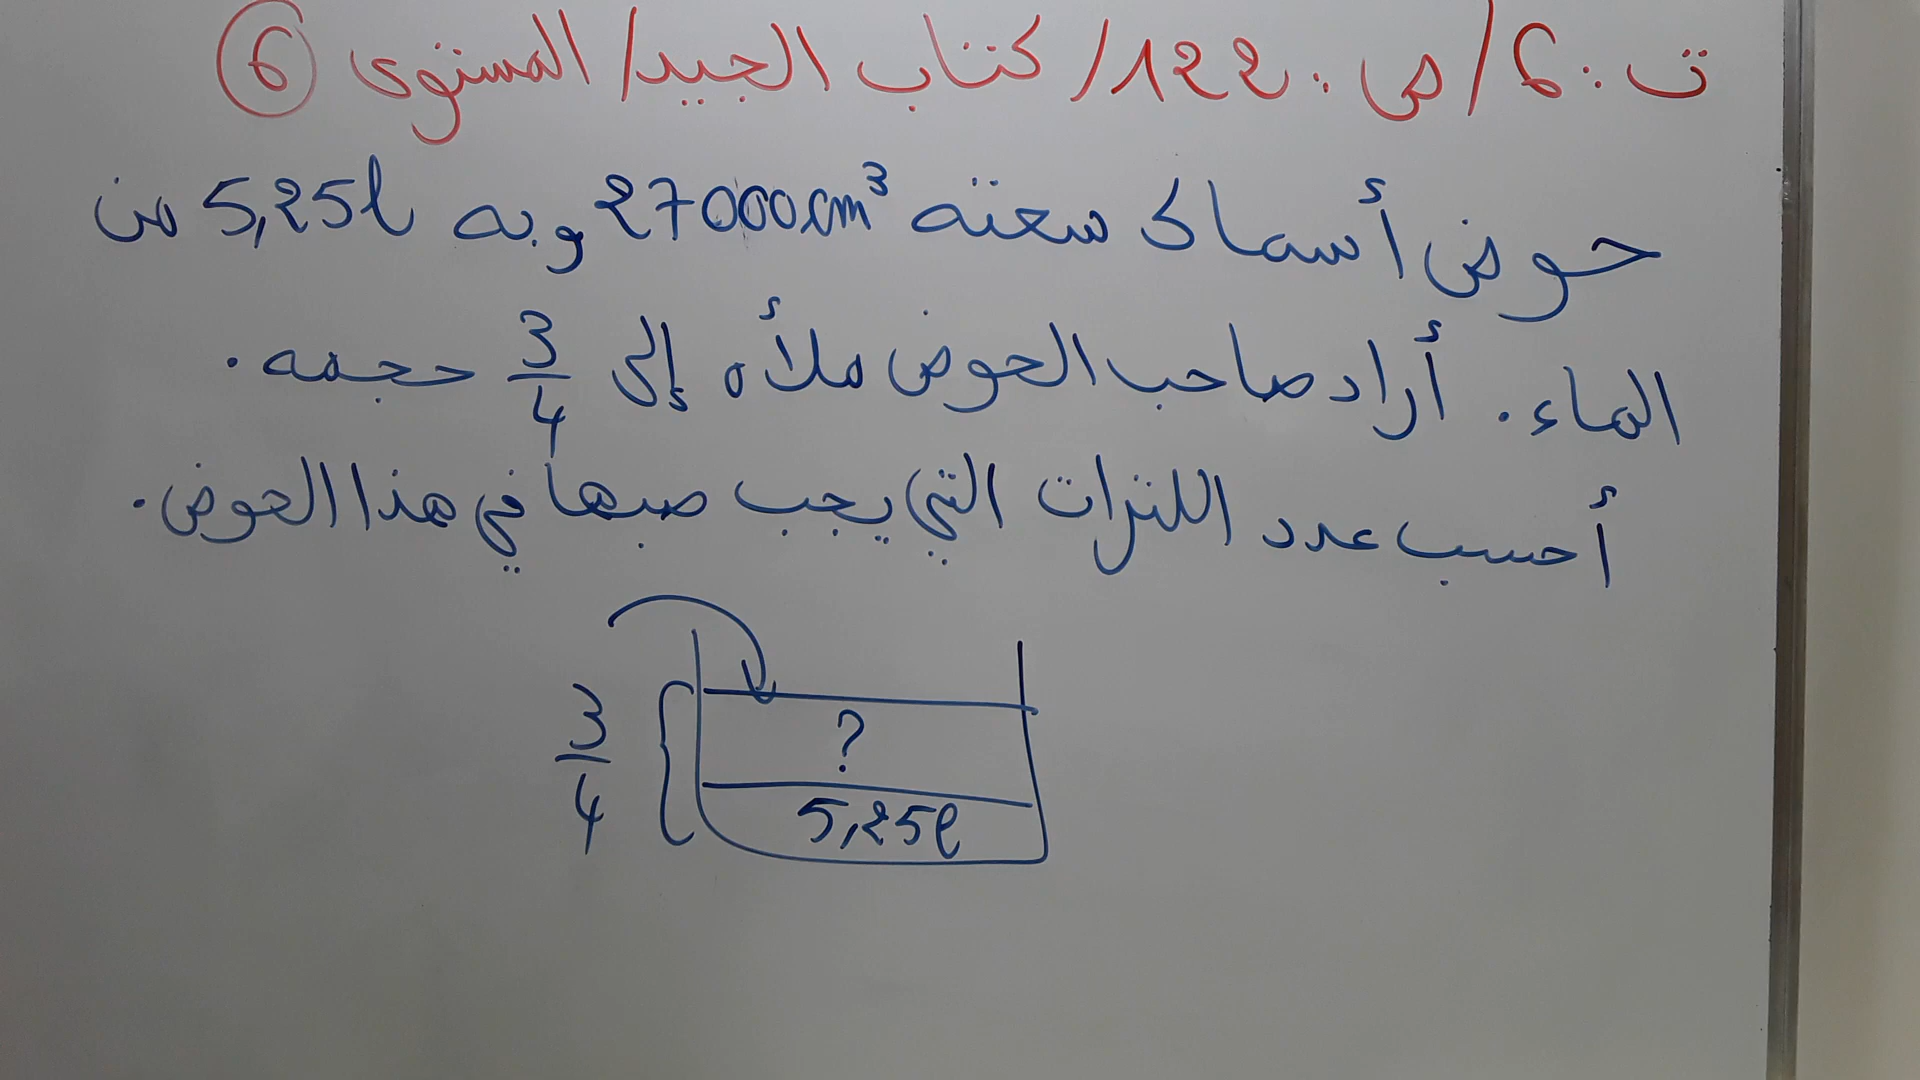 ت : 6 / ص : 122 / كتاب الجيد / المستوى 6
حوض أسماك سعته 27000cm³ و به 5,25l من
الماء . أراد صاحب الحوض ملأه إلى 3/4 حجمه .
أحسب عدد اللترات التي يجب صبها في هذا الحوض .
3/4
?
5,25l